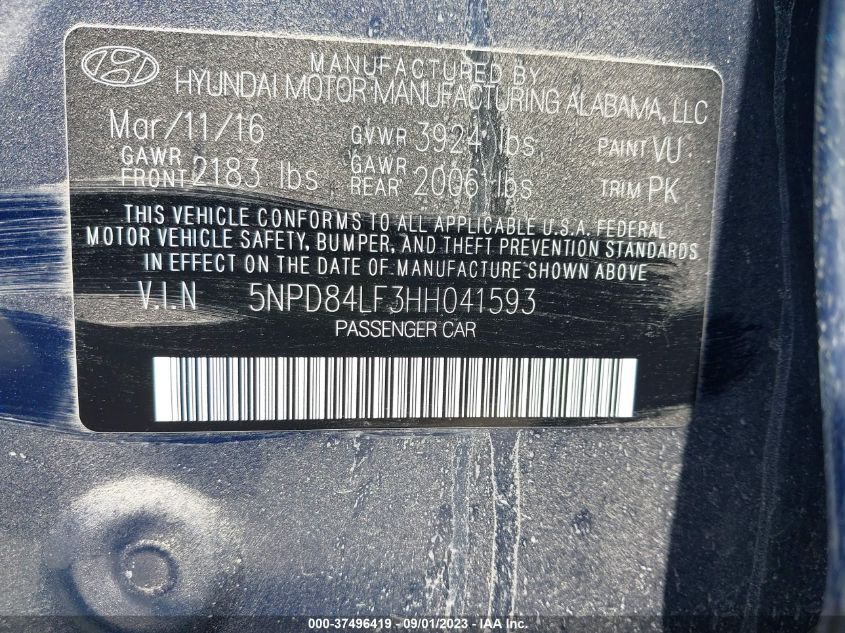 MANUFACTURED BY
HYUNDAI MOTOR MANUFACTURING ALABAMA, LLC
Mar/11/16 GVWR 3924 lbs PAINT VU
GAWR FRONT 2183 lbs GAWR REAR 2006 lbs TRIM PK
THIS VEHICLE CONFORMS TO ALL APPLICABLE U.S.A. FEDERAL
MOTOR VEHICLE SAFETY, BUMPER, AND THEFT PREVENTION STANDARDS
IN EFFECT ON THE DATE OF MANUFACTURE SHOWN ABOVE
V.I.N 5NPD84LF3HH041593
PASSENGER CAR
000-37496419 - 09/01/2023 - IAA Inc.